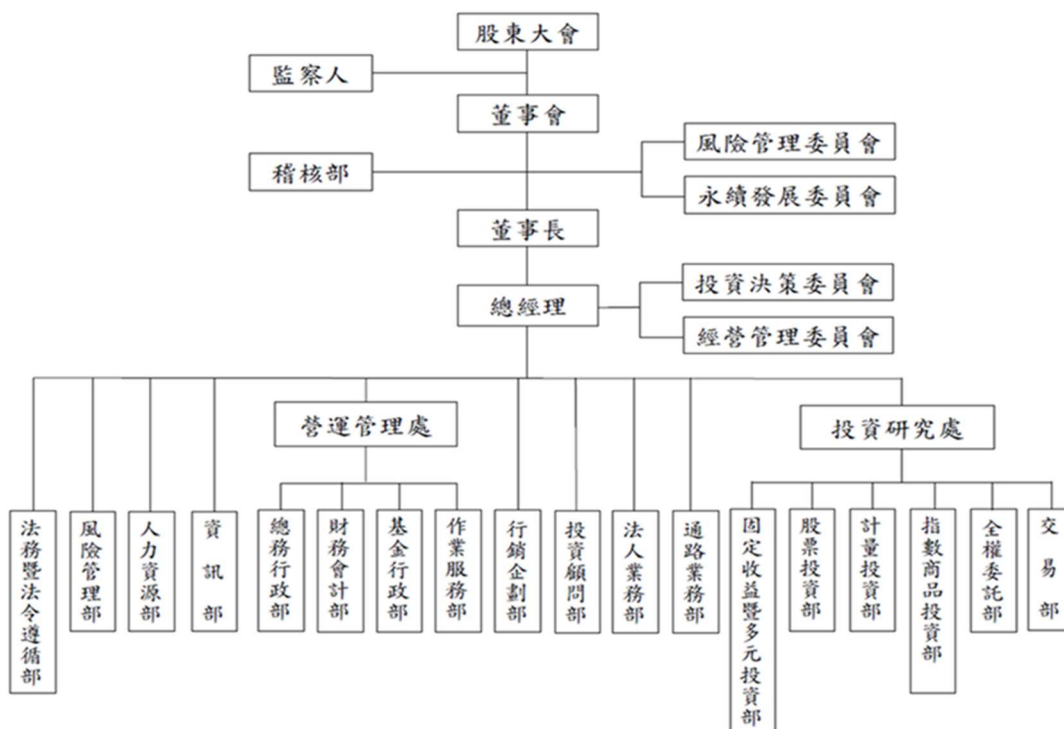 股東大會
監察人
董事會
風險管理委員會
稽核部
永續發展委員會
董事長
投資決策委員會
總經理
經營管理委員會
營運管理處
投資研究處
法務暨法令遵循部
風險管理部
人力資源部
資訊部
總務行政部
財務會計部
基金行政部
作業服務部
行銷企劃部
投資顧問部
法人業務部
通路業務部
固定收益暨多元投資部
股票投資部
計量投資部
指數商品投資部
全權委託部
交易部